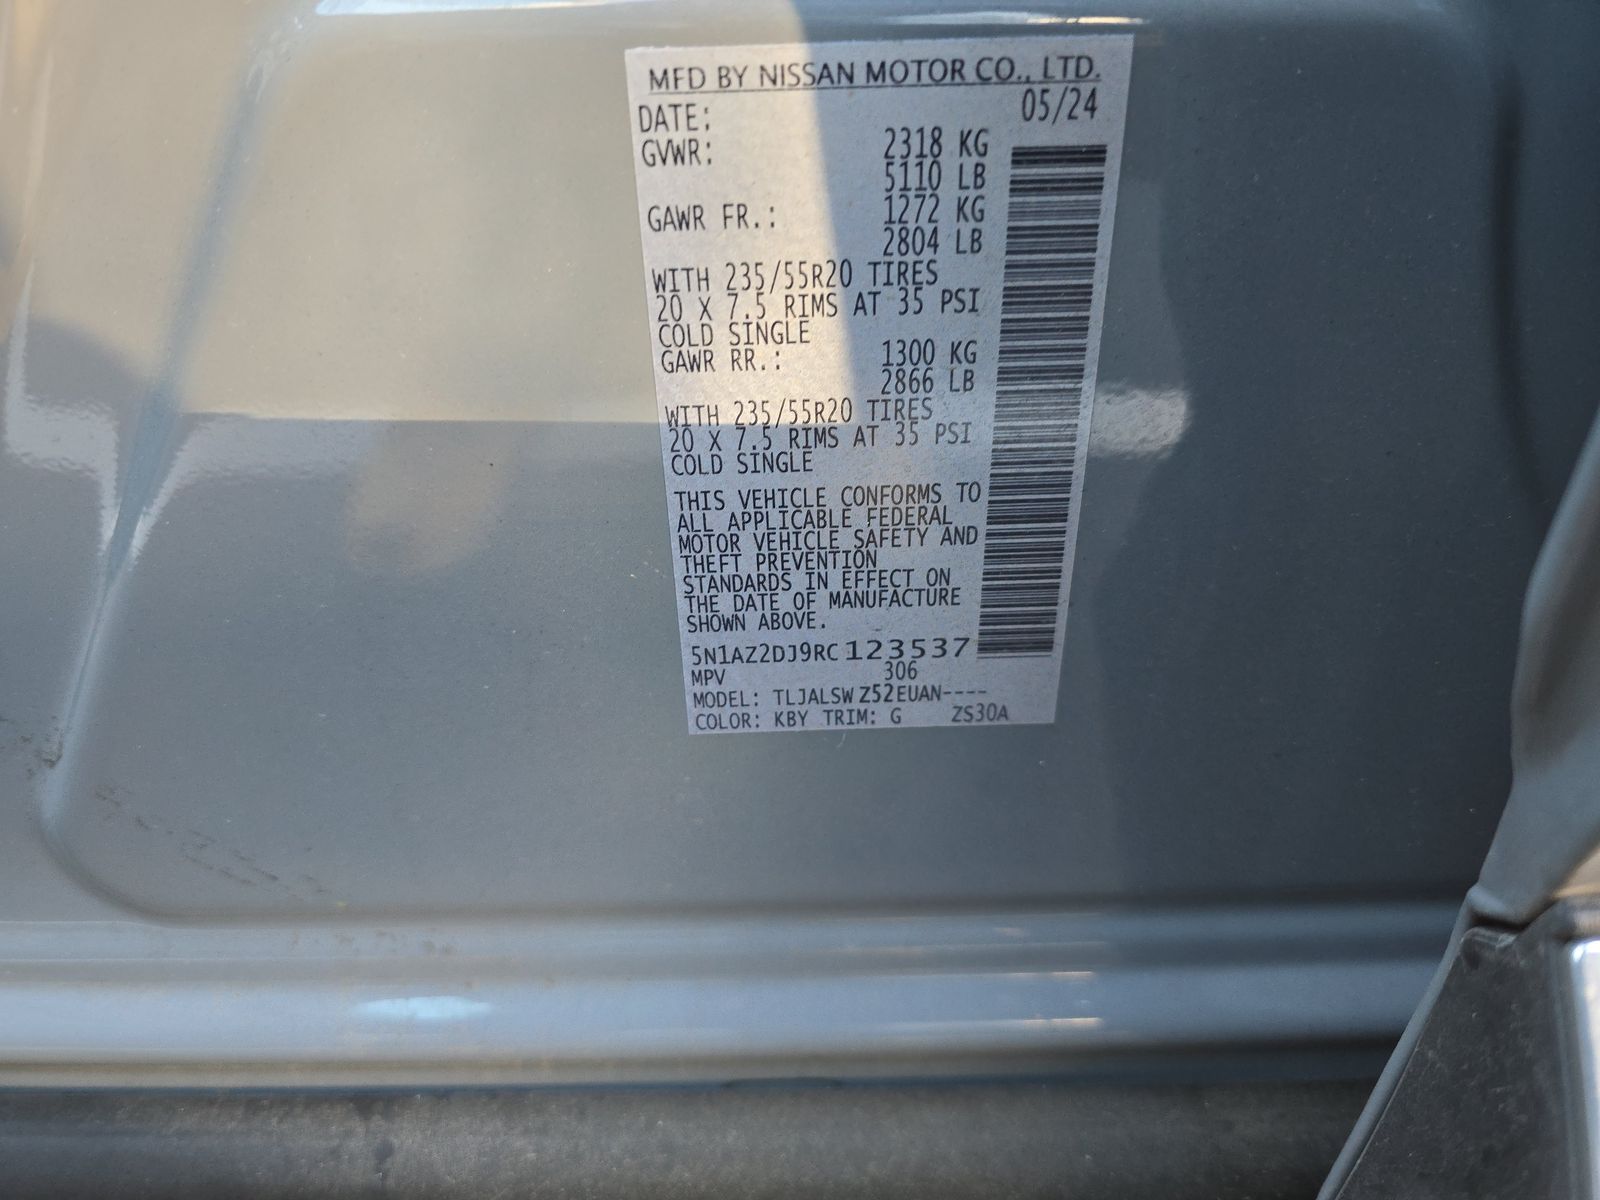 MFD BY NISSAN MOTOR CO., LTD.
DATE: 05/24
GVWR: 2318 KG
5110 LB
GAWR FR.: 1272 KG
2804 LB
WITH 235/55R20 TIRES
20 X 7.5 RIMS AT 35 PSI
COLD SINGLE
GAWR RR.: 1300 KG
2866 LB
WITH 235/55R20 TIRES
20 X 7.5 RIMS AT 35 PSI
COLD SINGLE
THIS VEHICLE CONFORMS TO
ALL APPLICABLE FEDERAL
MOTOR VEHICLE SAFETY AND
THEFT PREVENTION
STANDARDS IN EFFECT ON
THE DATE OF MANUFACTURE
SHOWN ABOVE.
5N1AZ2DJ9RC123537
MPV 306
MODEL: TLJALSWZ52EUAN----
COLOR: KBY TRIM: G ZS30A